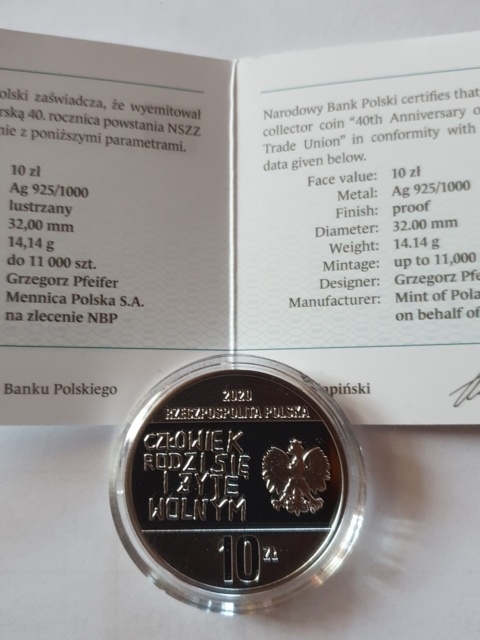 olski zaświadcza, że wyemitował
rską 40. rocznica powstania NSZZ
nie z poniższymi parametrami.
10 zł
Ag 925/1000
lustrzany
32,00 mm
14,14 g
do 11 000 szt.
Grzegorz Pfeifer
Mennica Polska S.A.
na zlecenie NBP
Banku Polskiego
Narodowy Bank Polski certifies that
collector coin “40th Anniversary o
Trade Union” in conformity with
data given below.
Face value: 10 zł
Metal: Ag 925/1000
Finish: proof
Diameter: 32.00 mm
Weight: 14.14 g
Mintage: up to 11,000
Designer: Grzegorz Pfe
Manufacturer: Mint of Pola
on behalf of
apiński
2020
RZECZPOSPOLITA POLSKA
CZŁOWIEK
RODZI SIĘ
I ŻYJE
WOLNYM
10 zł